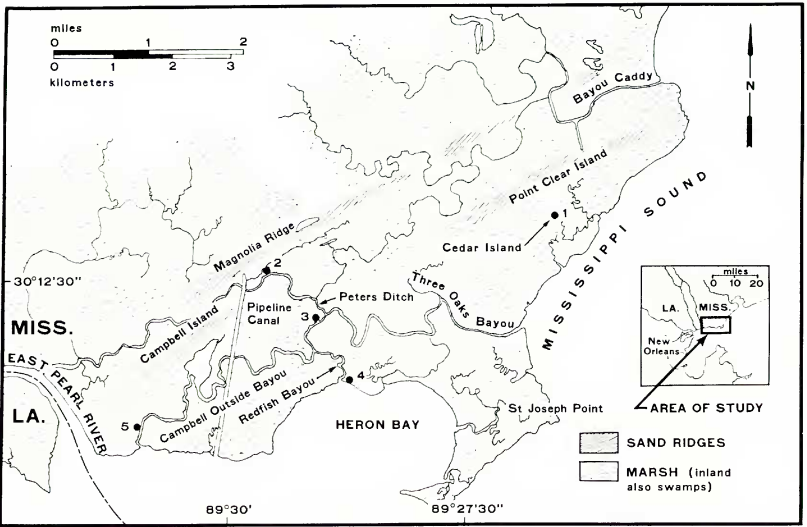 miles
0 1 2
0 1 2 3
kilometers
N
Bayou Caddy
Point Clear Island
1
Cedar Island
MISSISSIPPI SOUND
Magnolia Ridge
2
30°12'30"
Three Oaks Bayou
Peters Ditch
Pipeline Canal
3
MISS.
Campbell Island
EAST PEARL RIVER
LA.
Campbell Outside Bayou
Redfish Bayou
4
5
HERON BAY
St Joseph Point
miles
0 10 20
LA. MISS.
New Orleans
AREA OF STUDY
SAND RIDGES
MARSH (inland
also swamps)
89°30'
89°27'30"